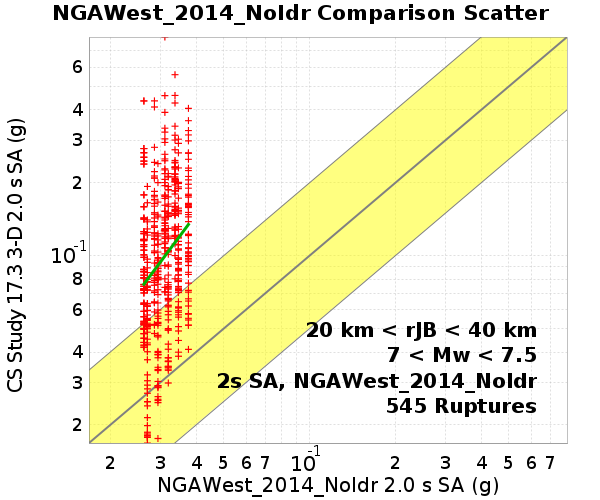 NGAWest_2014_NoIdr Comparison Scatter
CS Study 17.3 3-D 2.0 s SA (g)
6
4
3
2
10⁻¹
8
6
4
3
2
20 km < rJB < 40 km
7 < Mw < 7.5
2s SA, NGAWest_2014_NoIdr
545 Ruptures
2 3 4 5 6 7 10⁻¹ 2 3 4 5 6 7
NGAWest_2014_NoIdr 2.0 s SA (g)